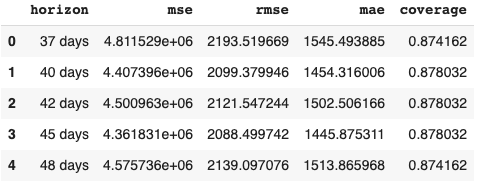 horizon mse rmse mae coverage
0 37 days 4.811529e+06 2193.519669 1545.493885 0.874162
1 40 days 4.407396e+06 2099.379946 1454.316006 0.878032
2 42 days 4.500963e+06 2121.547244 1502.506166 0.878032
3 45 days 4.361831e+06 2088.499742 1445.875311 0.878032
4 48 days 4.575736e+06 2139.097076 1513.865968 0.874162